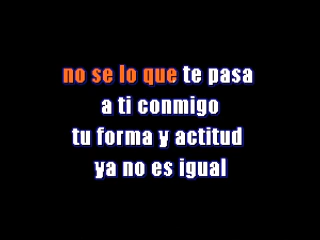 no se lo que te pasa
a ti conmigo
tu forma y actitud
ya no es igual